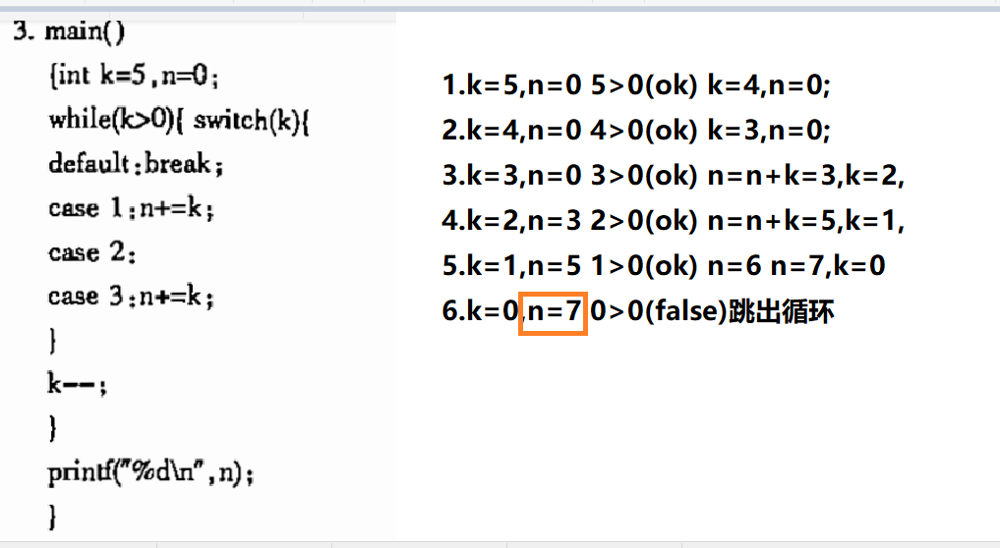 3. main()
{int k=5,n=0;
while(k>0){ switch(k){
default:break;
case 1:n+=k;
case 2:
case 3:n+=k;
}
k--;
}
printf("%d\n",n);
}
1.k=5,n=0 5>0(ok) k=4,n=0;
2.k=4,n=0 4>0(ok) k=3,n=0;
3.k=3,n=0 3>0(ok) n=n+k=3,k=2,
4.k=2,n=3 2>0(ok) n=n+k=5,k=1,
5.k=1,n=5 1>0(ok) n=6 n=7,k=0
6.k=0,n=7 0>0(false)跳出循环